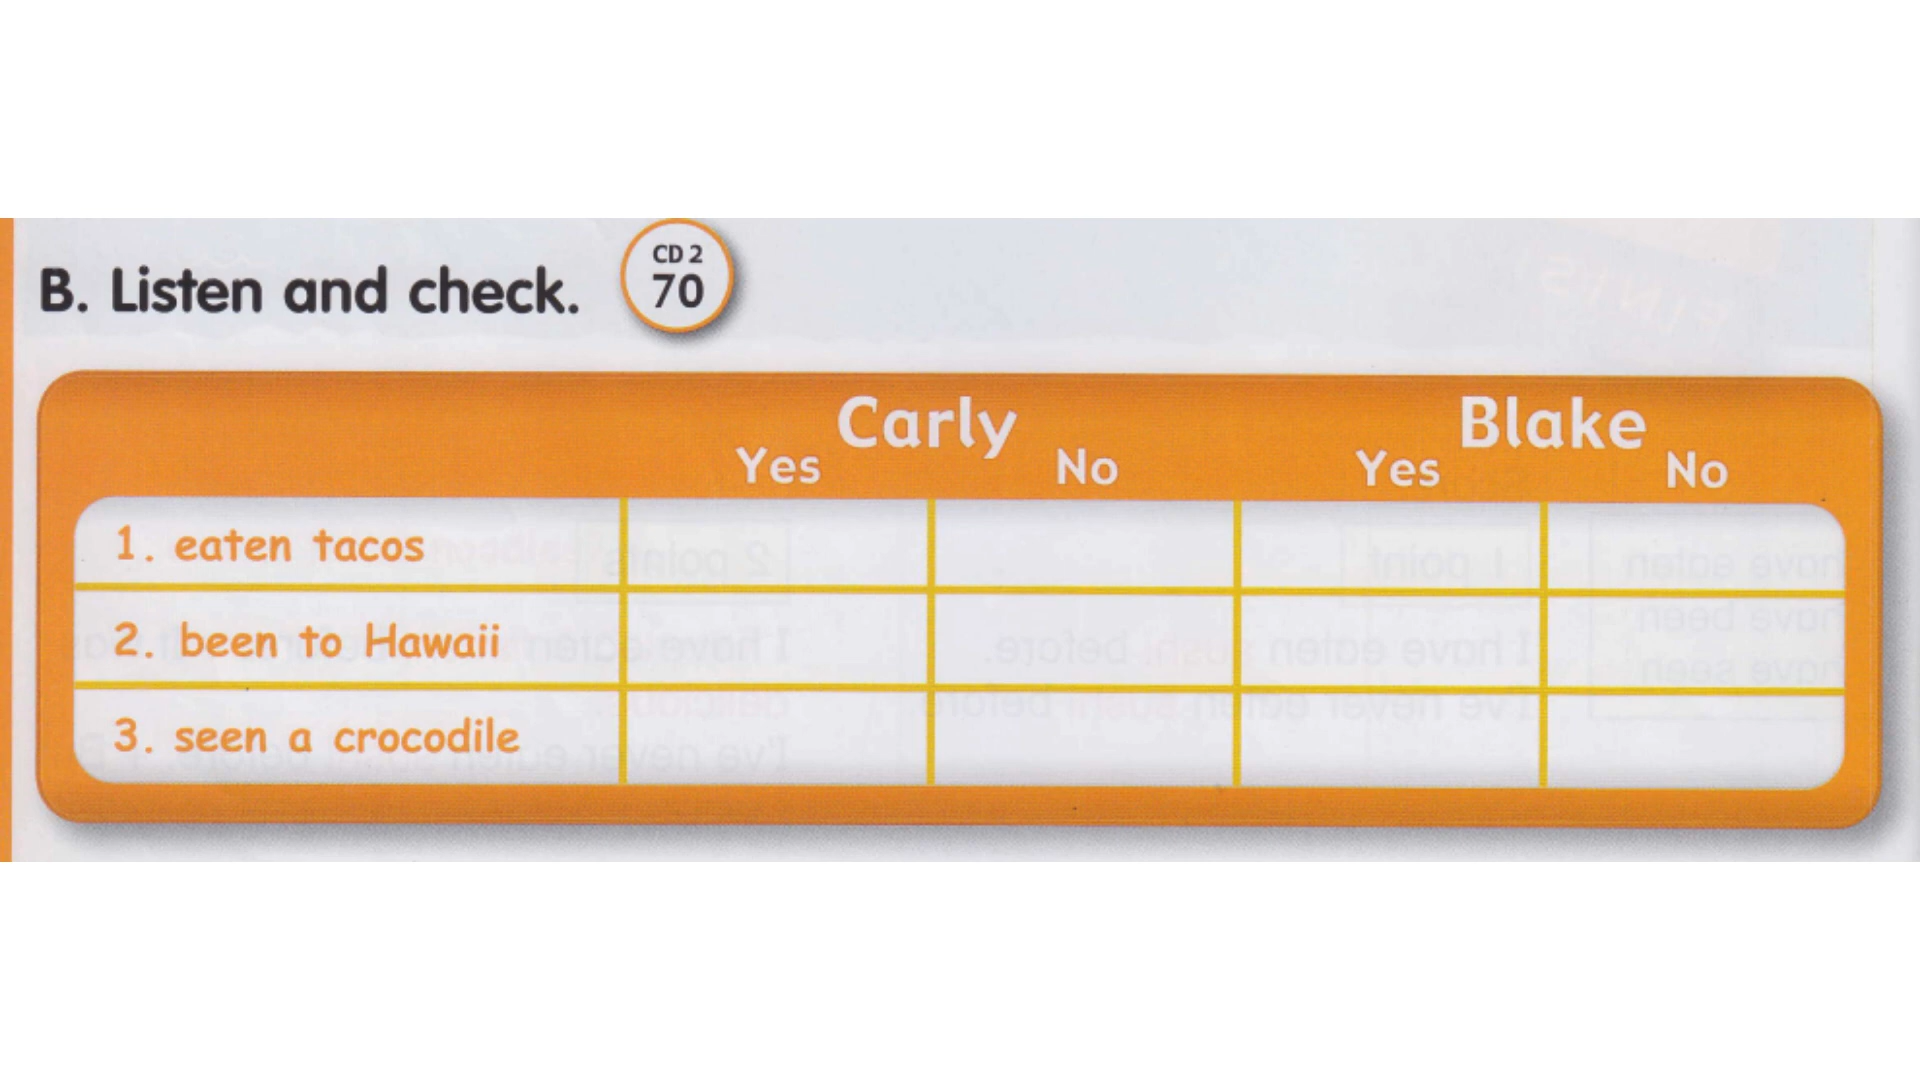 CD 2
70
B. Listen and check.
Carly Blake
Yes No Yes No
1. eaten tacos
2. been to Hawaii
3. seen a crocodile